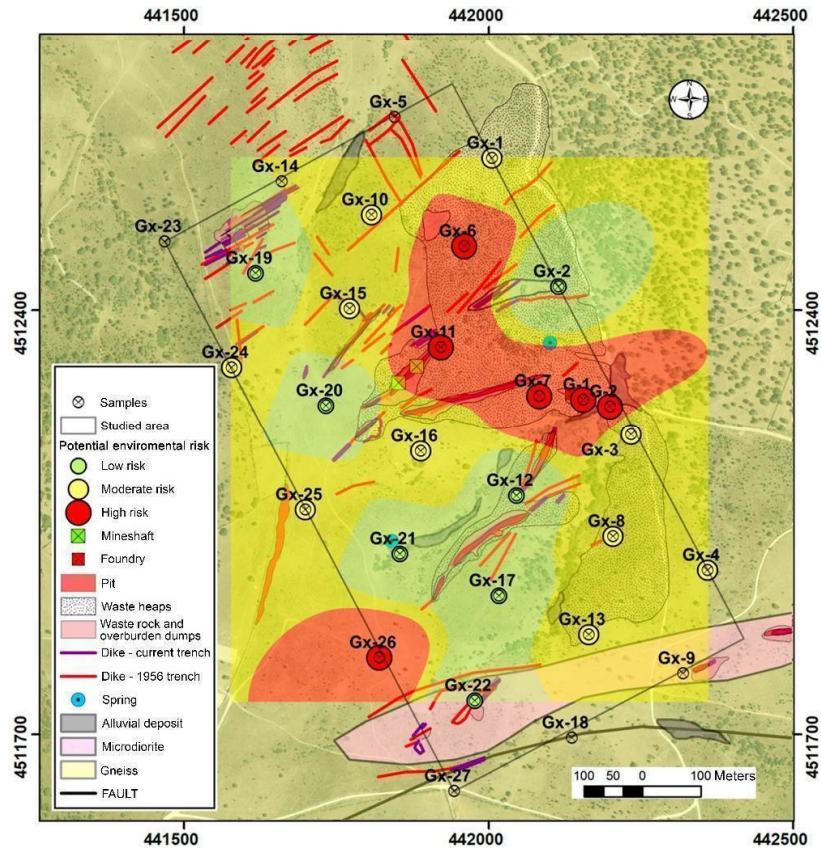 441500 442000 442500
Gx-5
Gx-1
N
W E
S
Gx-14
Gx-10
Gx-23
Gx-6
Gx-19
Gx-2
4512400
4512400
Gx-15
Gx-11
Gx-24
Gx-7 G-1 G-2
Gx-20
Gx-16
Gx-3
Gx-12
Gx-25
Gx-8
Gx-21
Gx-4
Gx-17
Gx-13
Gx-26
Gx-9
Gx-22
Gx-18
4511700
4511700
Gx-27
Samples
Studied area
Potential enviromental risk
Low risk
Moderate risk
High risk
Mineshaft
Foundry
Pit
Waste heaps
Waste rock and
overburden dumps
Dike - current trench
Dike - 1956 trench
Spring
Alluvial deposit
Microdiorite
Gneiss
FAULT
100 50 0 100 Meters
441500 442000 442500